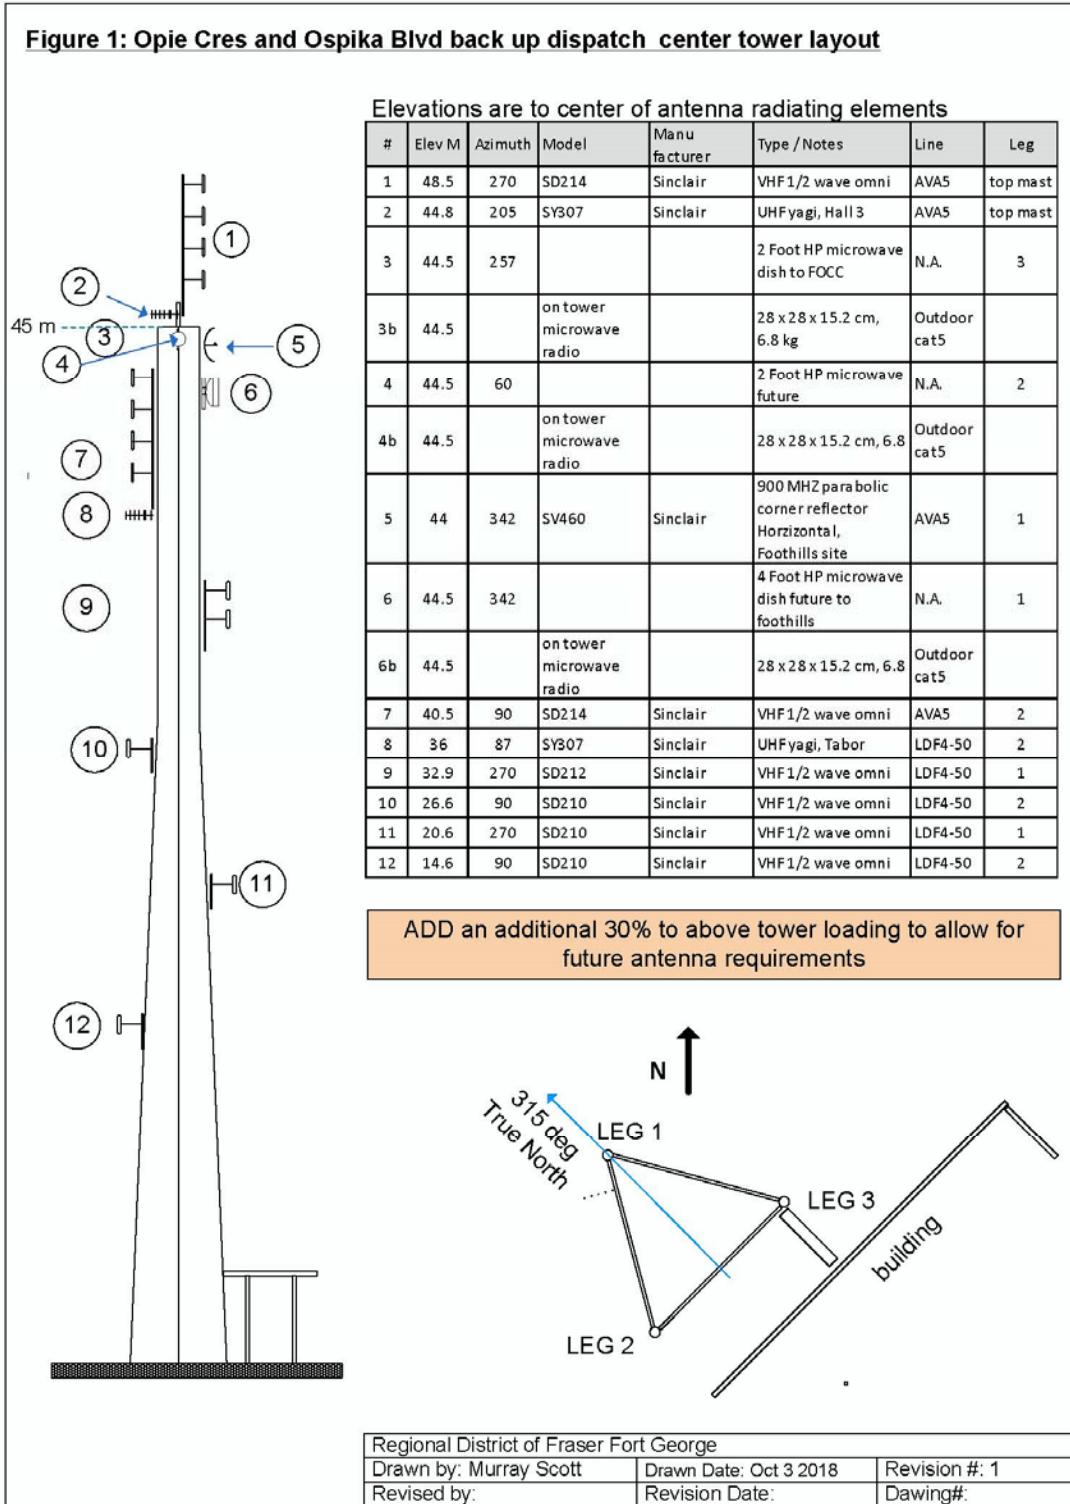 Figure 1: Opie Cres and Ospika Blvd back up dispatch center tower layout
Elevations are to center of antenna radiating elements
# Elev M Azimuth Model Manu facturer Type / Notes Line Leg
1 48.5 270 SD214 Sinclair VHF 1/2 wave omni AVA5 top mast
2 44.8 205 SY307 Sinclair UHF yagi, Hall 3 AVA5 top mast
3 44.5 257 2 Foot HP microwave dish to FOCC N.A. 3
3b 44.5 on tower microwave radio 28 x 28 x 15.2 cm, 6.8 kg Outdoor cat5
4 44.5 60 2 Foot HP microwave future N.A. 2
4b 44.5 on tower microwave radio 28 x 28 x 15.2 cm, 6.8 Outdoor cat5
5 44 342 SV460 Sinclair 900 MHZ parabolic corner reflector Horzizontal, Foothills site AVA5 1
6 44.5 342 4 Foot HP microwave dish future to foothills N.A. 1
6b 44.5 on tower microwave radio 28 x 28 x 15.2 cm, 6.8 Outdoor cat5
7 40.5 90 SD214 Sinclair VHF 1/2 wave omni AVA5 2
8 36 87 SY307 Sinclair UHF yagi, Tabor LDF4-50 2
9 32.9 270 SD212 Sinclair VHF 1/2 wave omni LDF4-50 1
10 26.6 90 SD210 Sinclair VHF 1/2 wave omni LDF4-50 2
11 20.6 270 SD210 Sinclair VHF 1/2 wave omni LDF4-50 1
12 14.6 90 SD210 Sinclair VHF 1/2 wave omni LDF4-50 2
1
2
45 m
3
4
5
6
7
8
9
10
11
12
ADD an additional 30% to above tower loading to allow for
future antenna requirements
N
315 deg
True North
LEG 1
LEG 3
LEG 2
building
Regional District of Fraser Fort George
Drawn by: Murray Scott Drawn Date: Oct 3 2018 Revision #: 1
Revised by: Revision Date: Dawing#: